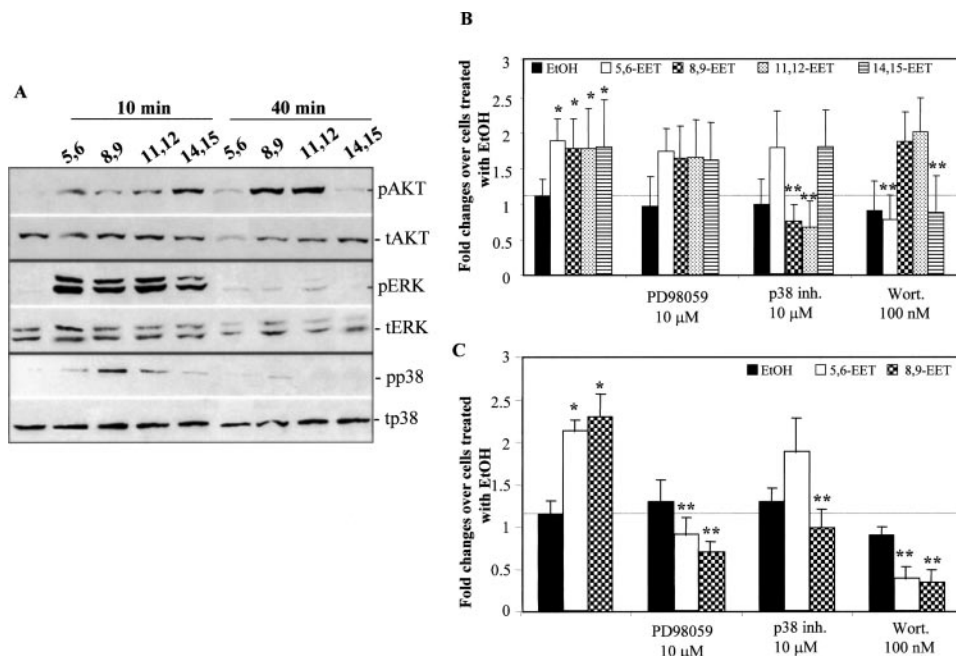 A
10 min 40 min
5,6 8,9 11,12 14,15 5,6 8,9 11,12 14,15
pAKT
tAKT
pERK
tERK
pp38
tp38
B
Fold changes over cells treated
with EtOH
3
2.5
2
1.5
1
0.5
0
EtOH 5,6-EET 8,9-EET 11,12-EET 14,15-EET
* * * *
** **
** **
PD98059 p38 inh. Wort.
10 µM 10 µM 100 nM
C
Fold changes over cells treated
with EtOH
3
2.5
2
1.5
1
0.5
0
EtOH 5,6-EET 8,9-EET
* *
** **
**
** **
PD98059 p38 inh. Wort.
10 µM 10 µM 100 nM